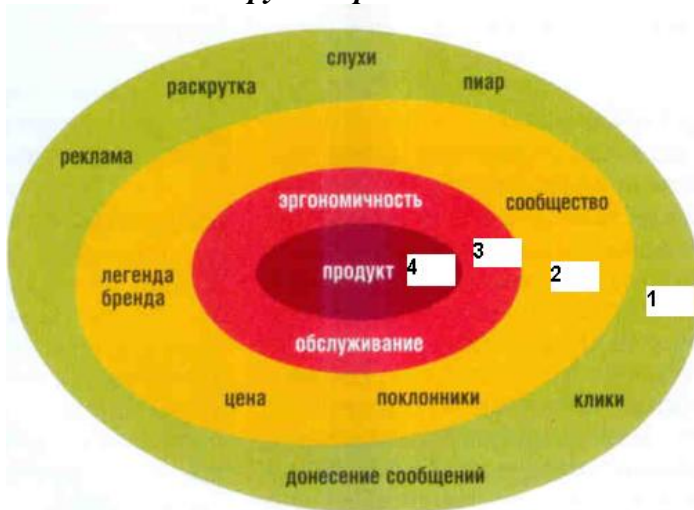 слухи
раскрутка
пиар
реклама
эргономичность
сообщество
продукт
4
3
2
1
легенда
бренда
обслуживание
цена
поклонники
клики
донесение сообщений